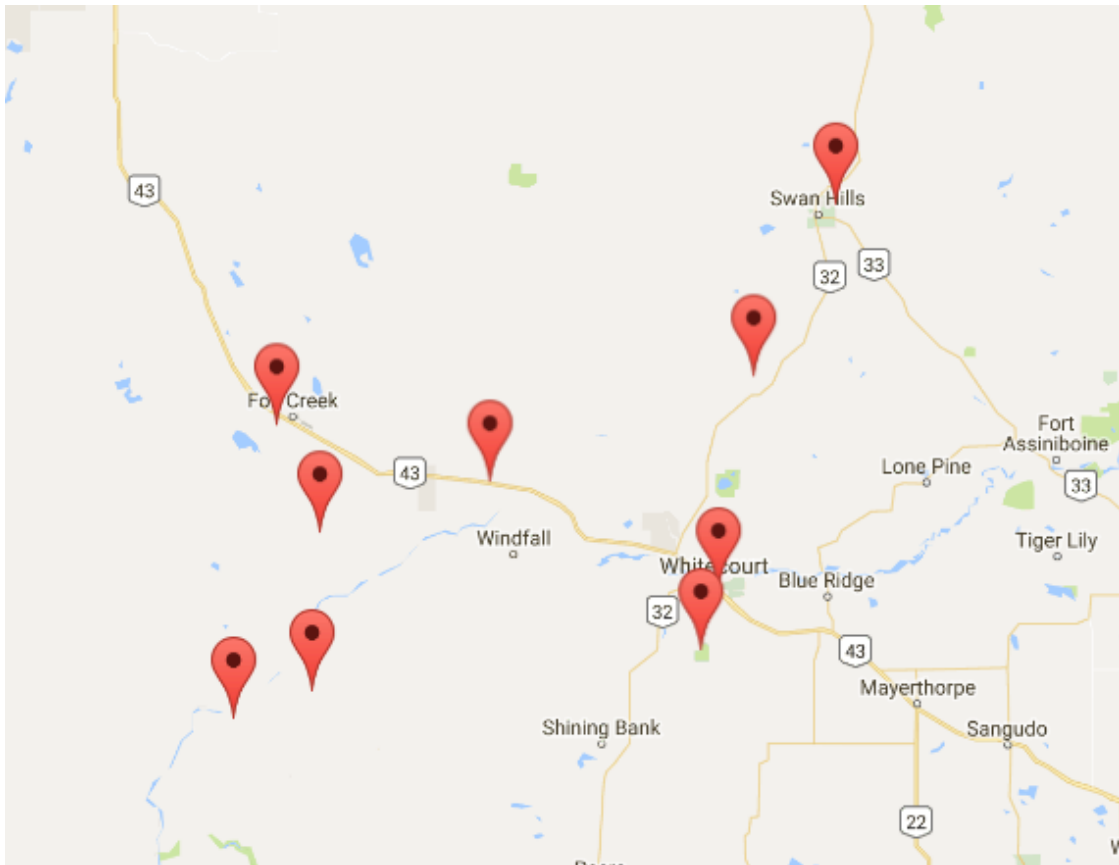 43
Swan Hills
32
33
Fox Creek
43
Fort
Assiniboine
Lone Pine
33
Windfall
Tiger Lily
Whitecourt
Blue Ridge
32
43
Mayerthorpe
Shining Bank
Sangudo
22